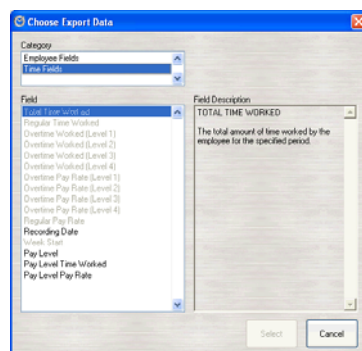 Choose Export Data
Category
Employee Fields
Time Fields
Field
Total Time Worked
Regular Time Worked
Overtime Worked (Level 1)
Overtime Worked (Level 2)
Overtime Worked (Level 3)
Overtime Worked (Level 4)
Overtime Pay Rate (Level 1)
Overtime Pay Rate (Level 2)
Overtime Pay Rate (Level 3)
Overtime Pay Rate (Level 4)
Regular Pay Rate
Recording Date
Week Start
Pay Level
Pay Level Time Worked
Pay Level Pay Rate
Field Description
TOTAL TIME WORKED
The total amount of time worked by the
employee for the specified period.
Select
Cancel